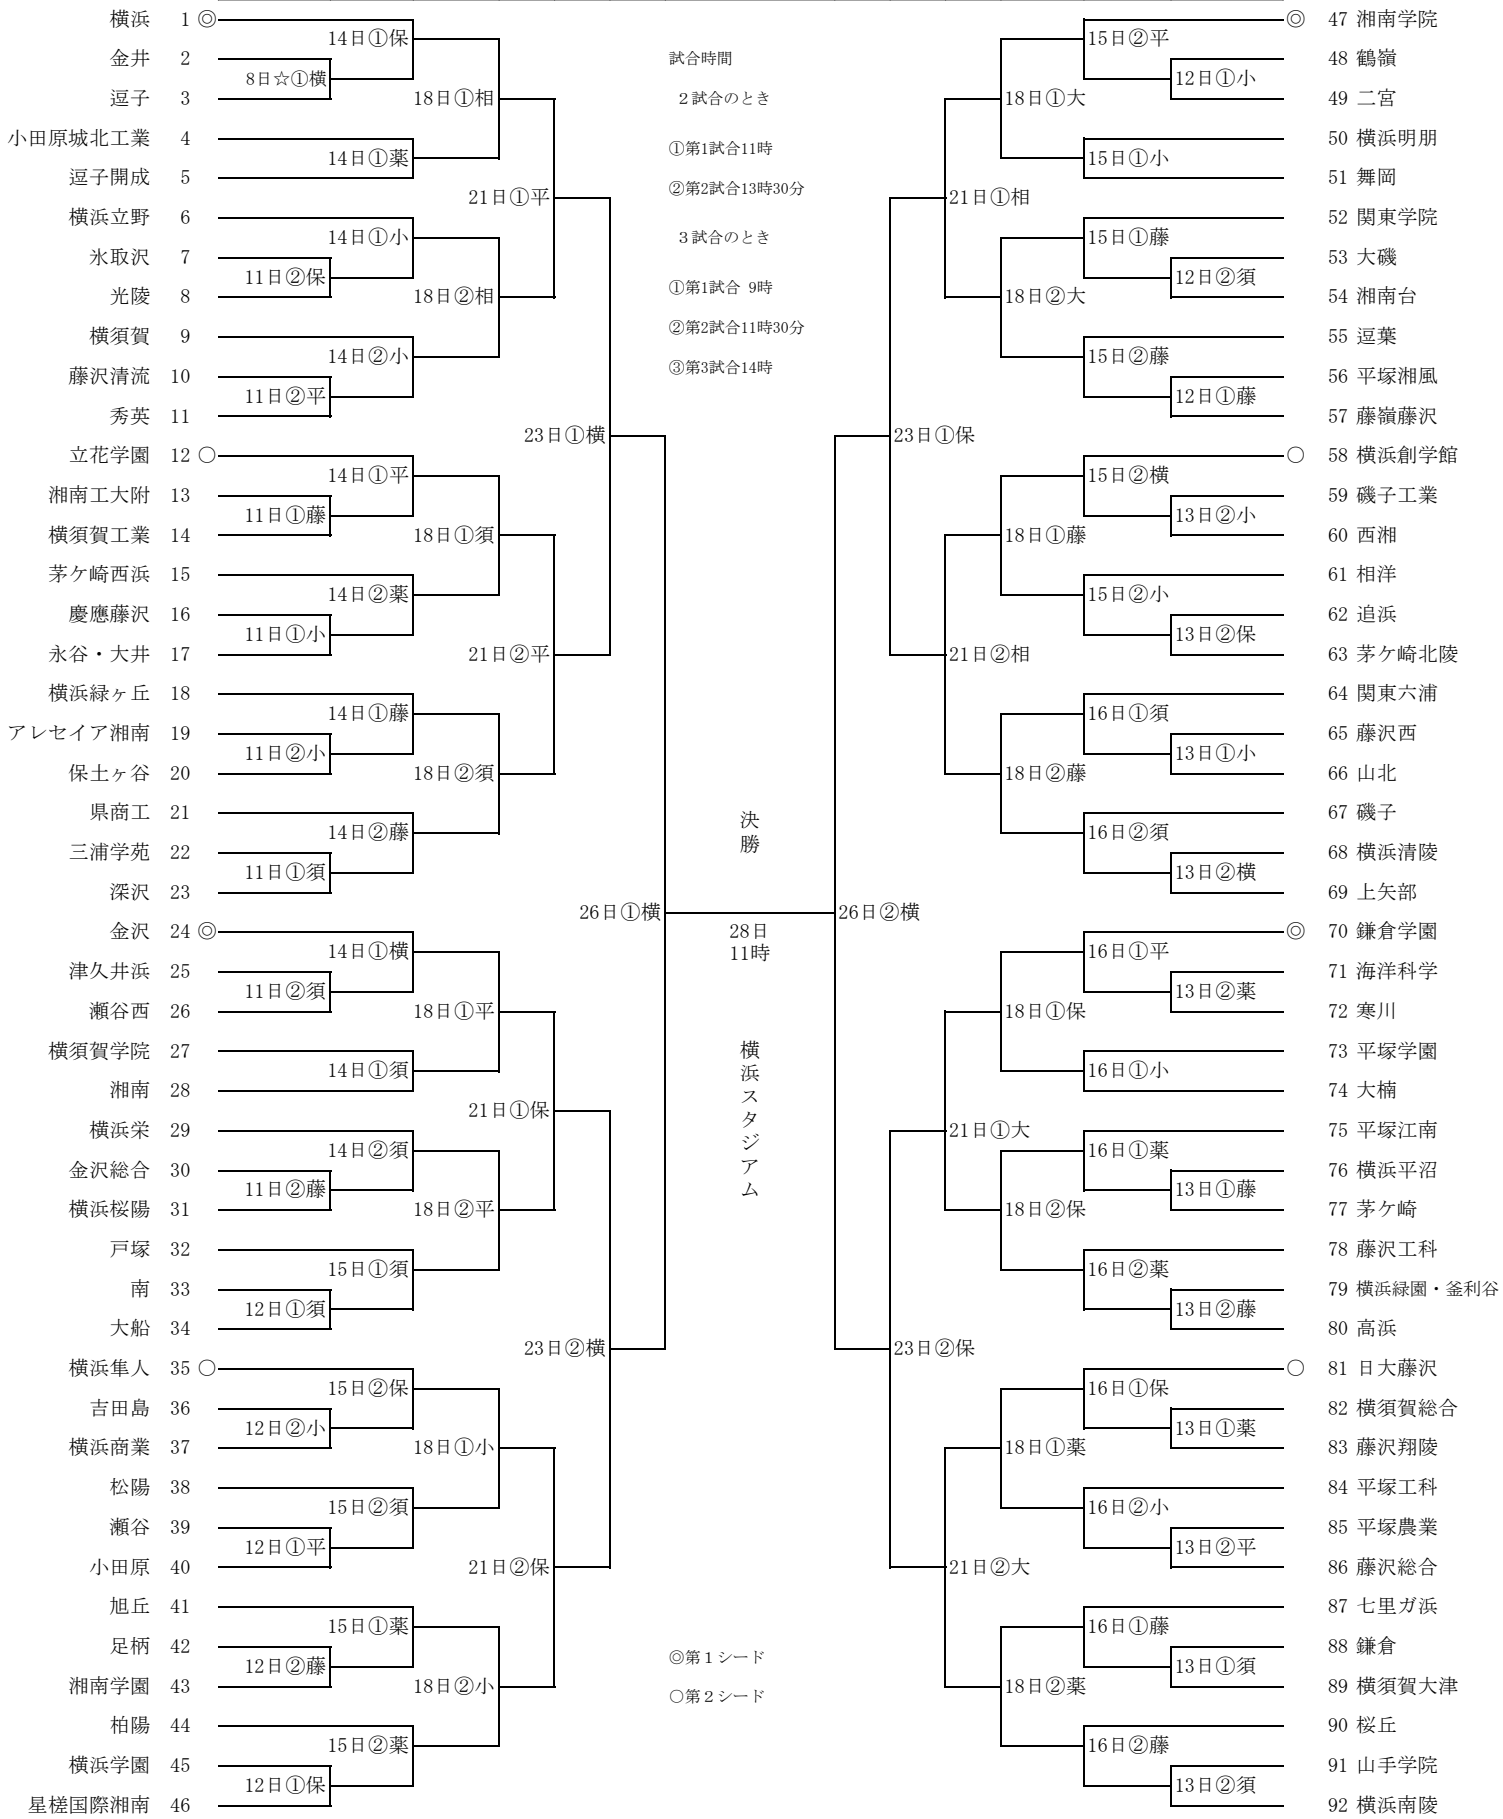 横浜 1 ◎
金井 2
逗子 3
小田原城北工業 4
逗子開成 5
横浜立野 6
氷取沢 7
光陵 8
横須賀 9
藤沢清流 10
秀英 11
立花学園 12 ○
湘南工大附 13
横須賀工業 14
茅ケ崎西浜 15
慶應藤沢 16
永谷・大井 17
横浜緑ヶ丘 18
アレセイア湘南 19
保土ヶ谷 20
県商工 21
三浦学苑 22
深沢 23
金沢 24 ◎
津久井浜 25
瀬谷西 26
横須賀学院 27
湘南 28
横浜栄 29
金沢総合 30
横浜桜陽 31
戸塚 32
南 33
大船 34
横浜隼人 35 ○
吉田島 36
横浜商業 37
松陽 38
瀬谷 39
小田原 40
旭丘 41
足柄 42
湘南学園 43
柏陽 44
横浜学園 45
星槎国際湘南 46
8日☆①横
11日②保
11日②平
11日①藤
11日①小
11日②小
11日①須
11日②須
11日②藤
12日①須
12日②小
12日①平
12日②藤
12日①保
14日①保
14日①薬
14日①小
14日②小
14日①平
14日②薬
14日①藤
14日②藤
14日①横
14日①須
14日②須
15日①須
15日②保
15日②須
15日①薬
15日②薬
18日①相
18日②相
18日①須
18日②須
18日①平
18日②平
18日①小
18日②小
21日①平
21日②平
21日①保
21日②保
23日①横
23日②横
26日①横
試合時間
２試合のとき
①第1試合11時
②第2試合13時30分
３試合のとき
①第1試合 9時
②第2試合11時30分
③第3試合14時
決勝
28日
11時
横浜スタジアム
◎第１シード
○第２シード
26日②横
23日①保
23日②保
21日①相
21日②相
21日①大
21日②大
18日①大
18日②大
18日①藤
18日②藤
18日①保
18日②保
18日①薬
18日②薬
15日②平
15日①小
15日①藤
15日②藤
15日②横
15日②小
16日①須
16日②須
16日①平
16日①小
16日①薬
16日②薬
16日①保
16日②小
16日①藤
16日②藤
12日①小
12日②須
12日①藤
13日②小
13日②保
13日①小
13日②横
13日②薬
13日①藤
13日②藤
13日①薬
13日②平
13日①須
13日②須
◎ 47 湘南学院
48 鶴嶺
49 二宮
50 横浜明朋
51 舞岡
52 関東学院
53 大磯
54 湘南台
55 逗葉
56 平塚湘風
57 藤嶺藤沢
○ 58 横浜創学館
59 磯子工業
60 西湘
61 相洋
62 追浜
63 茅ケ崎北陵
64 関東六浦
65 藤沢西
66 山北
67 磯子
68 横浜清陵
69 上矢部
◎ 70 鎌倉学園
71 海洋科学
72 寒川
73 平塚学園
74 大楠
75 平塚江南
76 横浜平沼
77 茅ケ崎
78 藤沢工科
79 横浜緑園・釜利谷
80 高浜
○ 81 日大藤沢
82 横須賀総合
83 藤沢翔陵
84 平塚工科
85 平塚農業
86 藤沢総合
87 七里ガ浜
88 鎌倉
89 横須賀大津
90 桜丘
91 山手学院
92 横浜南陵